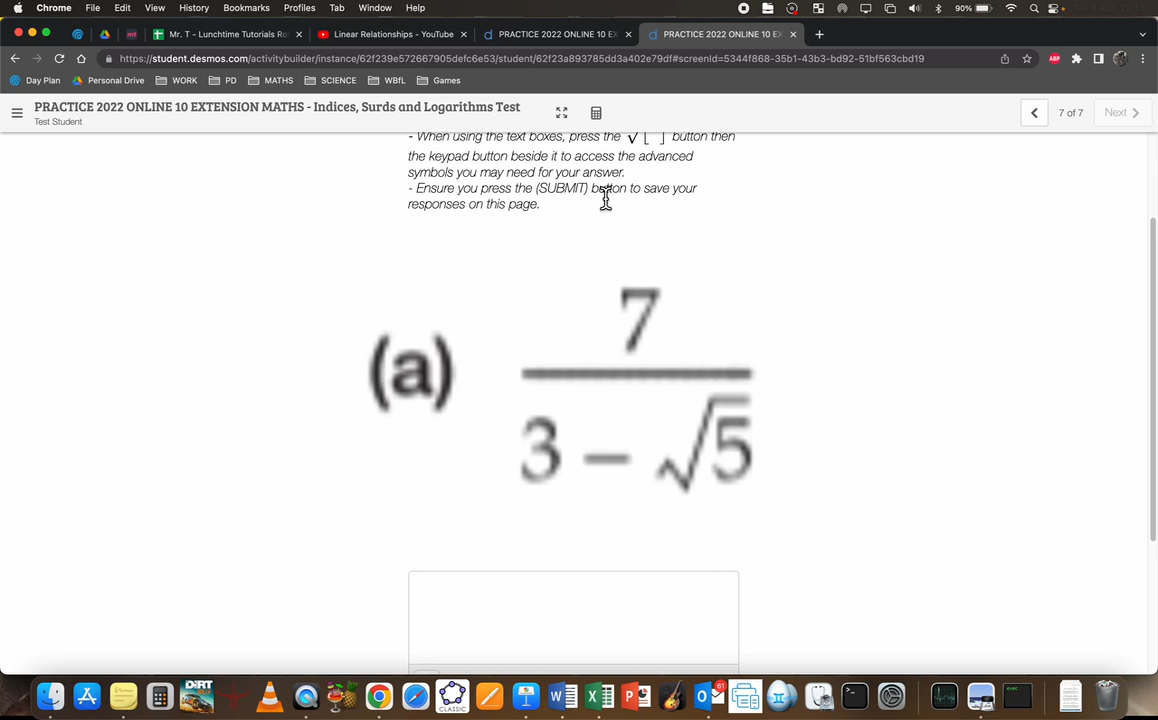 Chrome File Edit View History Bookmarks Profiles Tab Window Help 90%
Mr. T - Lunchtime Tutorials Ro
Linear Relationships - YouTube
PRACTICE 2022 ONLINE 10 EX
PRACTICE 2022 ONLINE 10 EX
https://student.desmos.com/activitybuilder/instance/62f239e572667905defc6e53/student/62f23a893785dd3a402e79df#screenId=5344f868-35b1-43b3-bd92-51bf563cbd19
Day Plan Personal Drive WORK PD MATHS SCIENCE WBfL Games
PRACTICE 2022 ONLINE 10 EXTENSION MATHS - Indices, Surds and Logarithms Test
Test Student
7 of 7 Next
- When using the text boxes, press the √[ ] button then
the keypad button beside it to access the advanced
symbols you may need for your answer.
- Ensure you press the (SUBMIT) button to save your
responses on this page.
7
(a)
3 − √5
61
CLASSIC